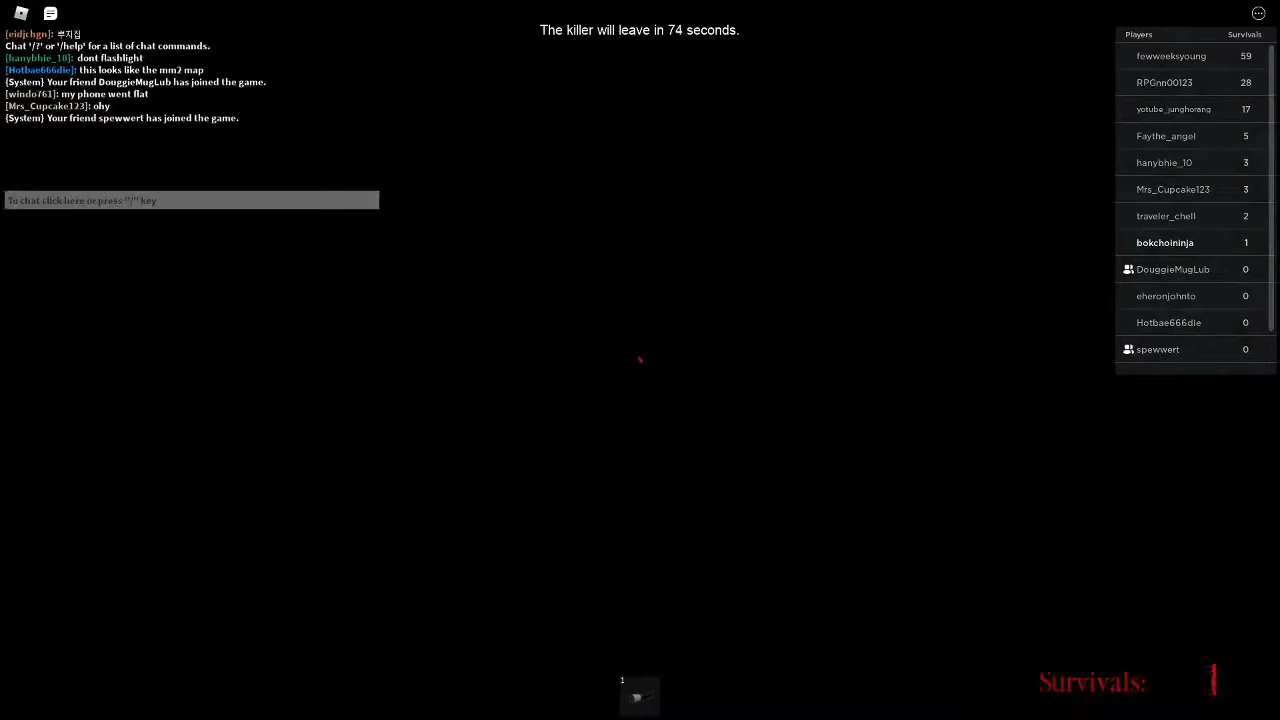 The killer will leave in 74 seconds.
[eidjchgn]: 뿌지직
Chat '/?' or '/help' for a list of chat commands.
[hanybhie_10]: dont flashlight
[Hotbae666die]: this looks like the mm2 map
{System} Your friend DouggieMugLub has joined the game.
[windo761]: my phone went flat
[Mrs_Cupcake123]: ohy
{System} Your friend spewwert has joined the game.
To chat click here or press "/" key
Players Survivals
fewweeksyoung 59
RPGnn00123 28
yotube_junghorang 17
Faythe_angel 5
hanybhie_10 3
Mrs_Cupcake123 3
traveler_chell 2
bokchoininja 1
DouggieMugLub 0
eheronjohnto 0
Hotbae666die 0
spewwert 0
1
Survivals: 1